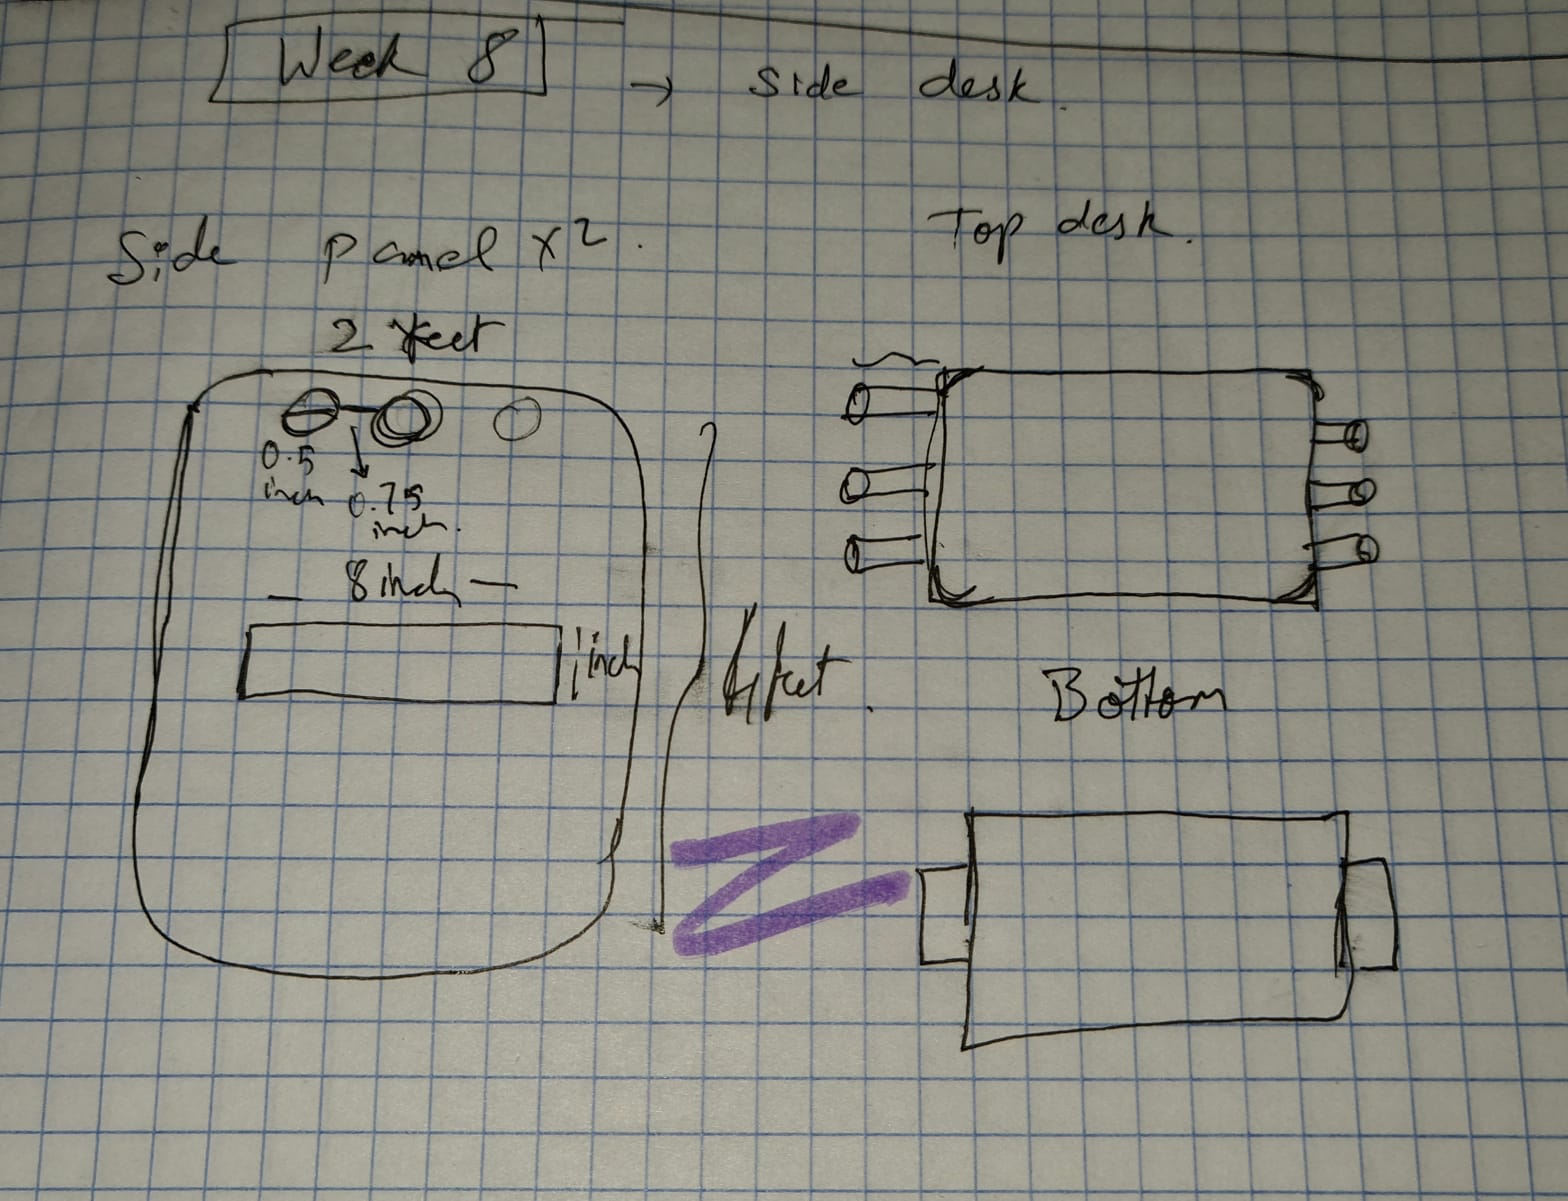 Week 8 → Side desk.
Side panel x2.
Top desk.
2 feet
0.5
inch
0.75
inch.
— 8 inch —
1 inch
4 feet.
Bottom